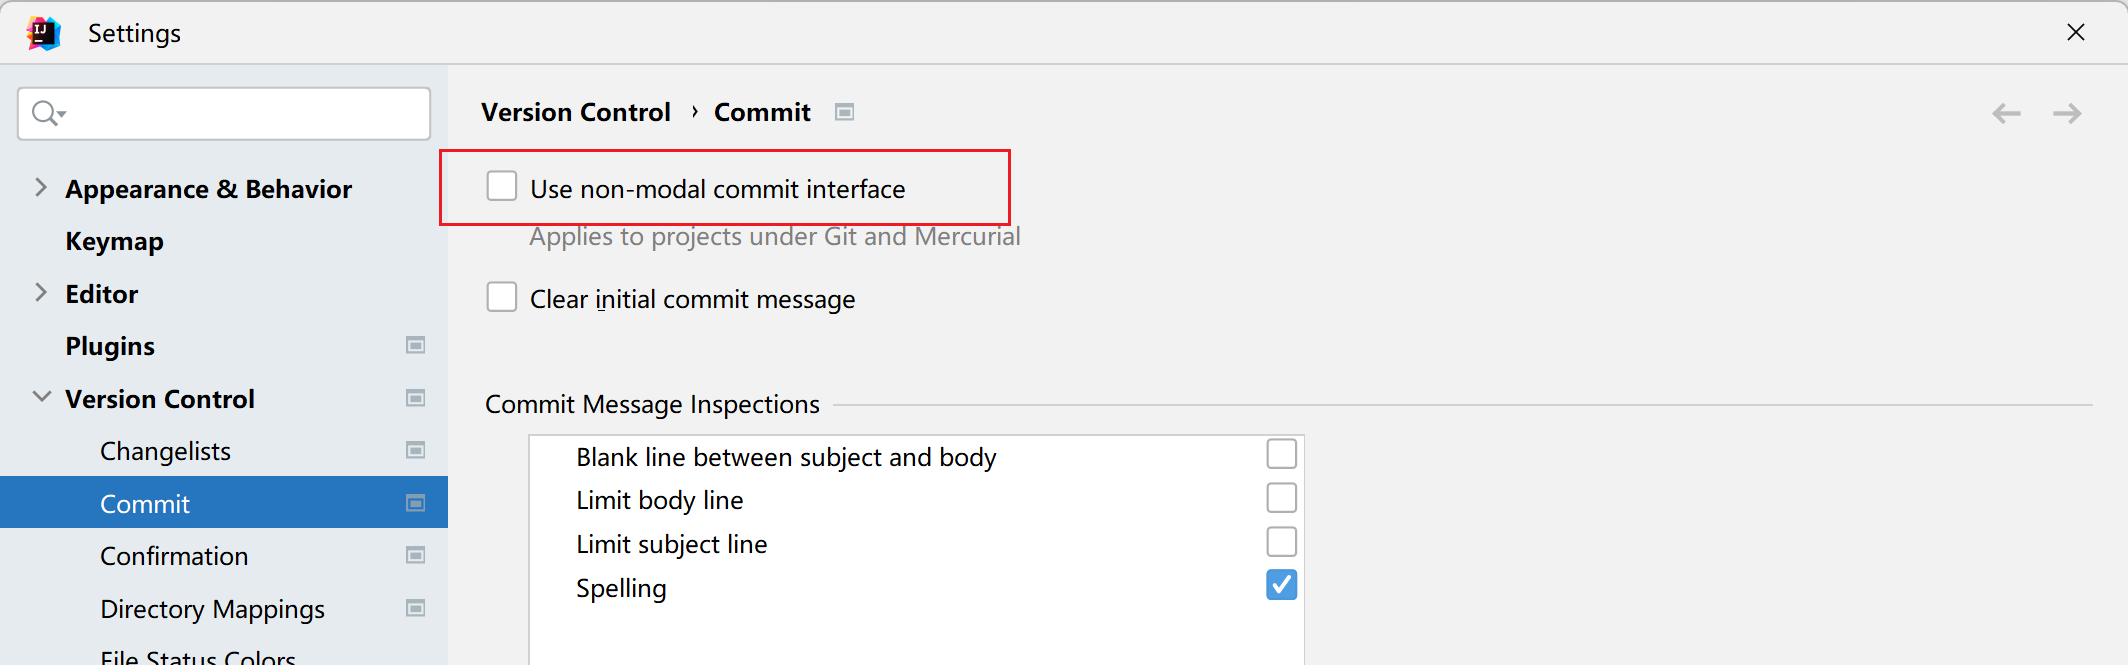 IJ
Settings
Version Control › Commit
Appearance & Behavior
Keymap
Editor
Plugins
Version Control
Changelists
Commit
Confirmation
Directory Mappings
File Status Colors
Use non-modal commit interface
Applies to projects under Git and Mercurial
Clear initial commit message
Commit Message Inspections
Blank line between subject and body
Limit body line
Limit subject line
Spelling